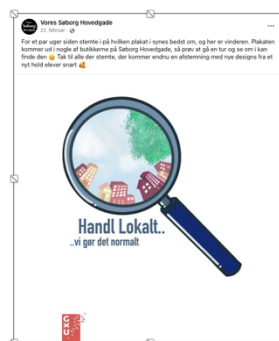 Vores Søborg Hovedgade
22. februar ·
For et par uger siden stemte i på hvilken plakat i synes bedst om, og her er vinderen. Plakaten
kommer ud i nogle af butikkerne på Søborg Hovedgade, så prøv at gå en tur og se om i kan
finde den 😉 Tak til alle der stemte, der kommer endnu en afstemning med nye designs fra et
nyt hold elever snart 🥰
Handl Lokalt..
..vi gør det normalt